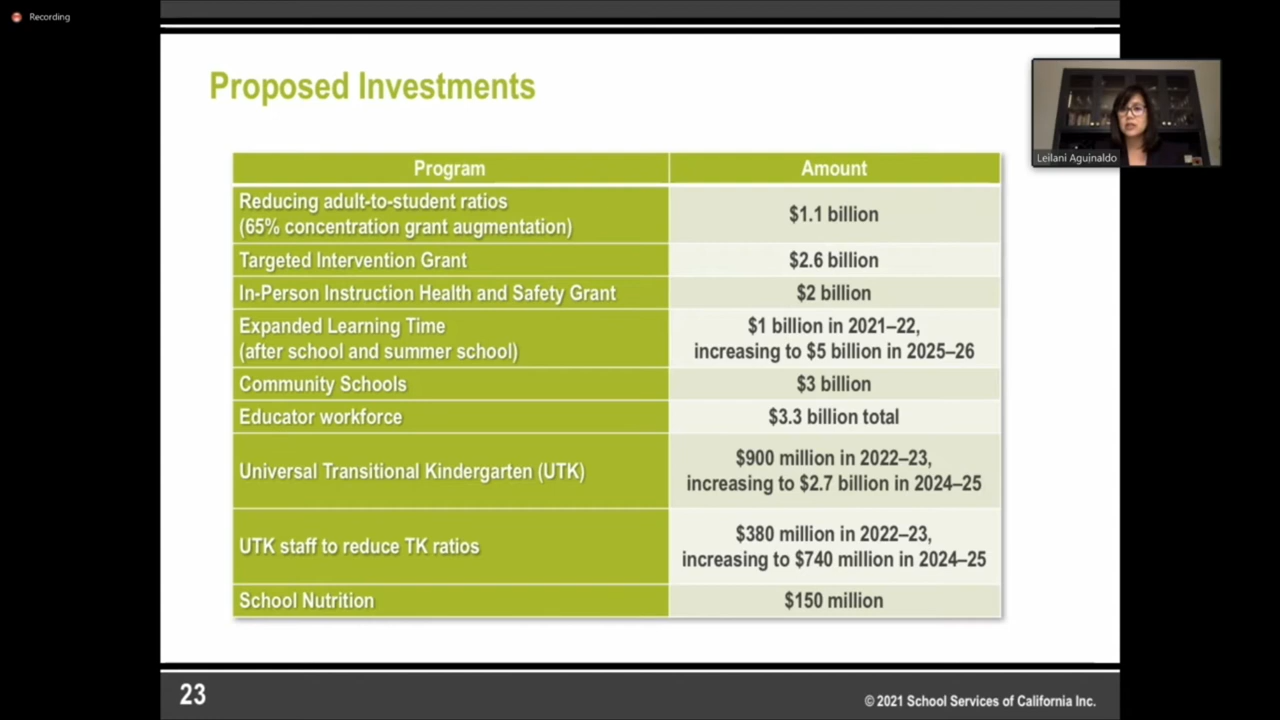 Recording
Proposed Investments
Leilani Aguinaldo
Program
Amount
Reducing adult-to-student ratios
(65% concentration grant augmentation)
$1.1 billion
Targeted Intervention Grant
$2.6 billion
In-Person Instruction Health and Safety Grant
$2 billion
Expanded Learning Time
(after school and summer school)
$1 billion in 2021–22,
increasing to $5 billion in 2025–26
Community Schools
$3 billion
Educator workforce
$3.3 billion total
Universal Transitional Kindergarten (UTK)
$900 million in 2022–23,
increasing to $2.7 billion in 2024–25
UTK staff to reduce TK ratios
$380 million in 2022–23,
increasing to $740 million in 2024–25
School Nutrition
$150 million
23
© 2021 School Services of California Inc.